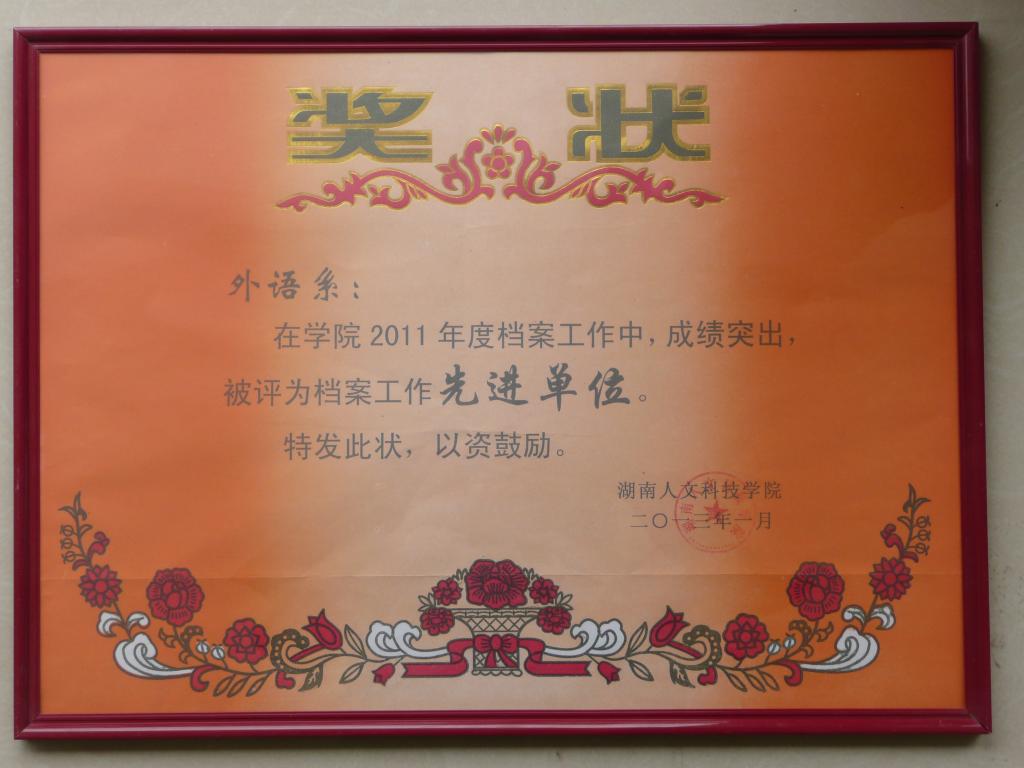 奖状
外语系：
在学院 2011 年度档案工作中，成绩突出，
被评为档案工作先进单位。
特发此状，以资鼓励。
湖南人文科技学院
二〇一三年一月